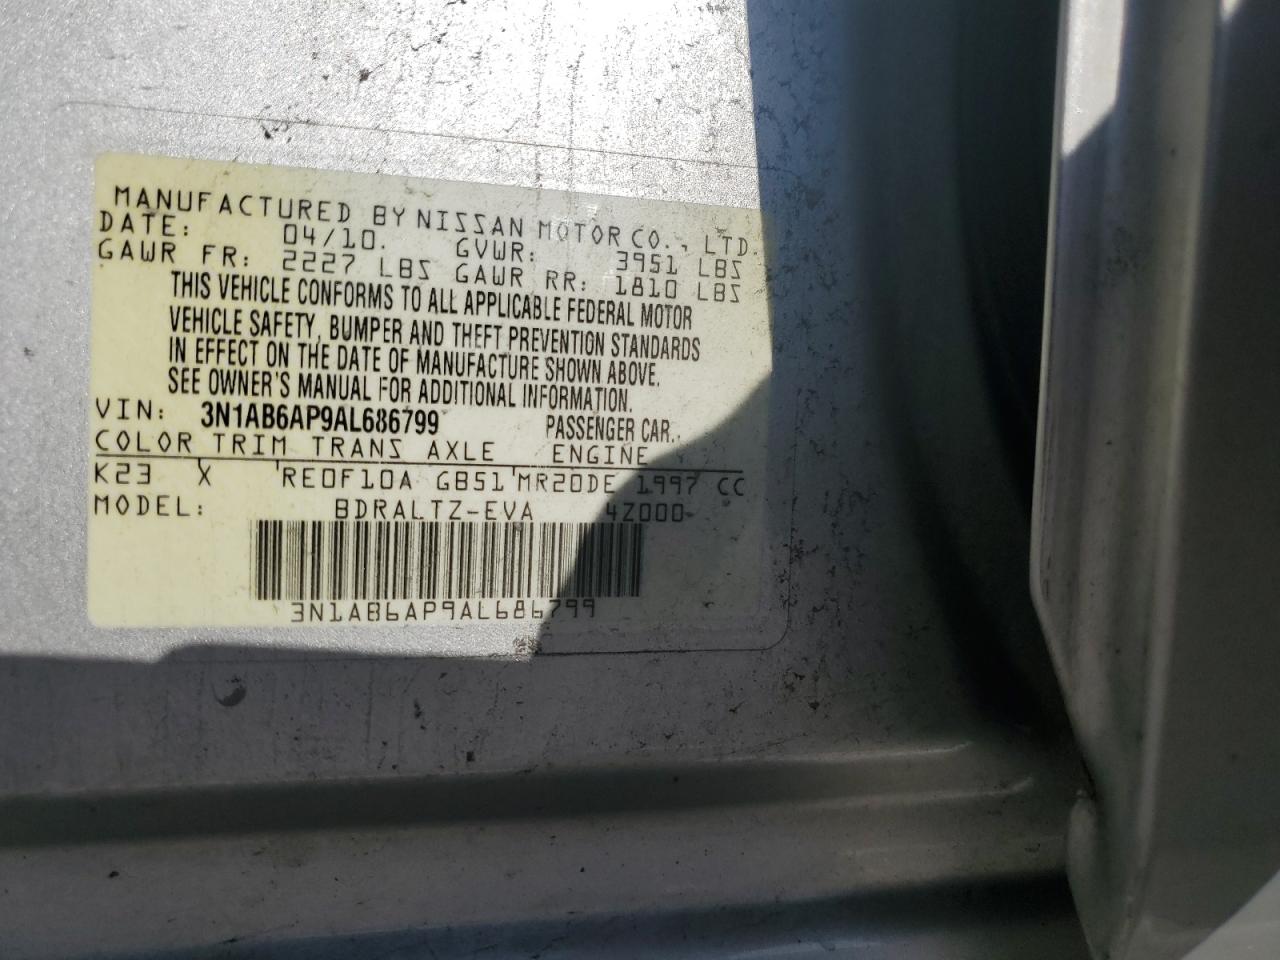 MANUFACTURED BY NISSAN MOTOR CO., LTD.
DATE: 04/10. GVWR: 3951 LBS
GAWR FR: 2227 LBS GAWR RR: 1810 LBS
THIS VEHICLE CONFORMS TO ALL APPLICABLE FEDERAL MOTOR
VEHICLE SAFETY, BUMPER AND THEFT PREVENTION STANDARDS
IN EFFECT ON THE DATE OF MANUFACTURE SHOWN ABOVE.
SEE OWNER'S MANUAL FOR ADDITIONAL INFORMATION.
VIN: 3N1AB6AP9AL686799 PASSENGER CAR.
COLOR TRIM TRANS AXLE ENGINE
K23 X RE0F10A GB51 MR20DE 1997 CC
MODEL: BDRALTZ-EVA 4Z000-
3N1AB6AP9AL686799